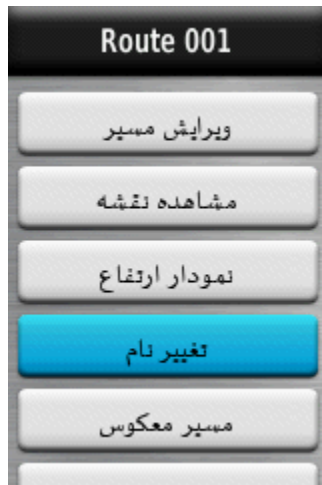 Route 001
ویرایش مسیر
مشاهده نقشه
نمودار ارتفاع
تغییر نام
مسیر معکوس